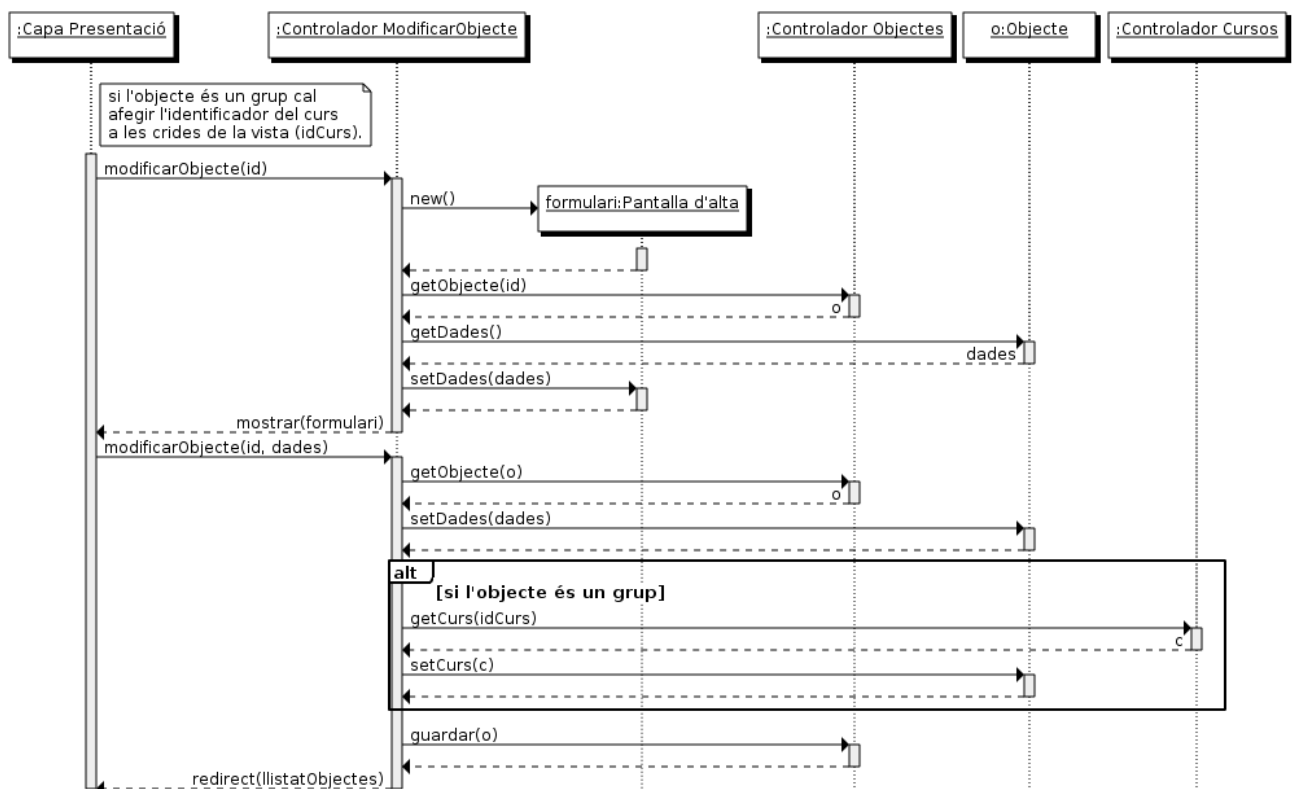 :Capa Presentació
:Controlador ModificarObjecte
:Controlador Objectes
o:Objecte
:Controlador Cursos
si l'objecte és un grup cal
afegir l'identificador del curs
a les crides de la vista (idCurs).
modificarObjecte(id)
new()
formulari:Pantalla d'alta
getObjecte(id)
o
getDades()
dades
setDades(dades)
mostrar(formulari)
modificarObjecte(id, dades)
getObjecte(o)
o
setDades(dades)
alt
[si l'objecte és un grup]
getCurs(idCurs)
c
setCurs(c)
guardar(o)
redirect(llistatObjectes)